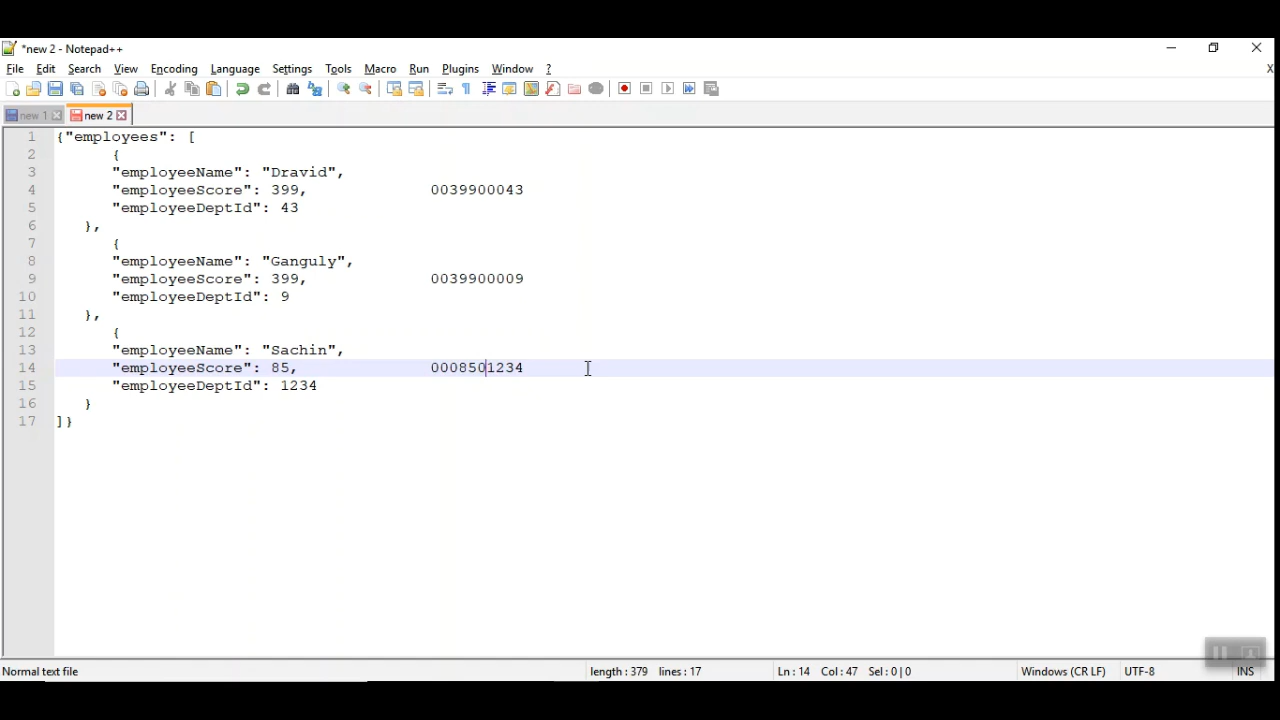 *new 2 - Notepad++
File Edit Search View Encoding Language Settings Tools Macro Run Plugins Window ? X
new 1 new 2
1 {"employees": [
2 {
3 "employeeName": "Dravid",
4 "employeeScore": 399, 0039900043
5 "employeeDeptId": 43
6 },
7 {
8 "employeeName": "Ganguly",
9 "employeeScore": 399, 0039900009
10 "employeeDeptId": 9
11 },
12 {
13 "employeeName": "Sachin",
14 "employeeScore": 85, 0008501234
15 "employeeDeptId": 1234
16 }
17 ]}
Normal text file length : 379 lines : 17 Ln : 14 Col : 47 Sel : 0 | 0 Windows (CR LF) UTF-8 INS